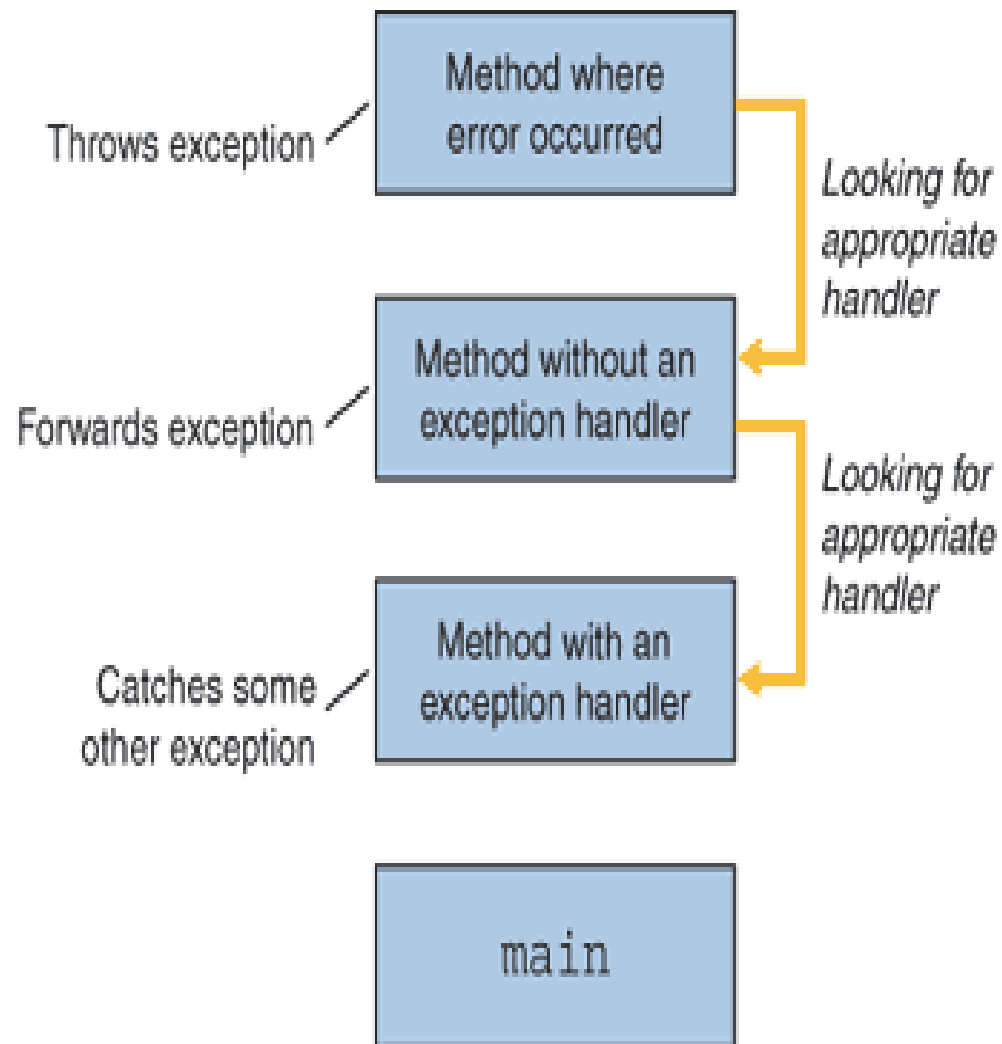 Method where
error occurred
Throws exception
Looking for
appropriate
handler
Method without an
exception handler
Forwards exception
Looking for
appropriate
handler
Method with an
exception handler
Catches some
other exception
main